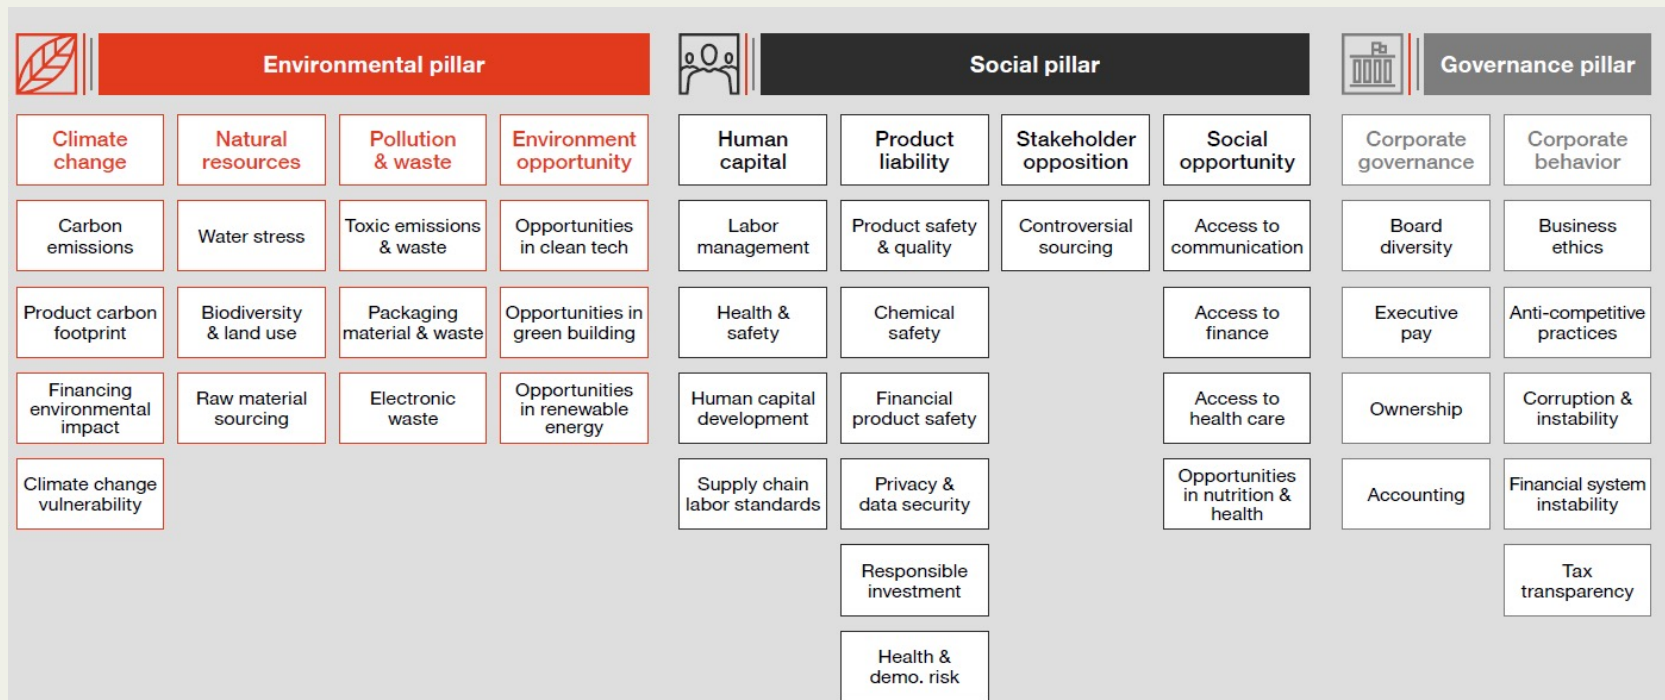 Environmental pillar
Climate
change
Carbon
emissions
Product carbon
footprint
Financing
environmental
impact
Climate change
vulnerability
Natural
resources
Water stress
Biodiversity
& land use
Raw material
sourcing
Pollution
& waste
Toxic emissions
& waste
Packaging
material & waste
Electronic
waste
Environment
opportunity
Opportunities
in clean tech
Opportunities in
green building
Opportunities
in renewable
energy
Social pillar
Human
capital
Labor
management
Health &
safety
Human capital
development
Supply chain
labor standards
Product
liability
Product safety
& quality
Chemical
safety
Financial
product safety
Privacy &
data security
Responsible
investment
Health &
demo. risk
Stakeholder
opposition
Controversial
sourcing
Social
opportunity
Access to
communication
Access to
finance
Access to
health care
Opportunities
in nutrition &
health
Governance pillar
Corporate
governance
Board
diversity
Executive
pay
Ownership
Accounting
Corporate
behavior
Business
ethics
Anti-competitive
practices
Corruption &
instability
Financial system
instability
Tax
transparency